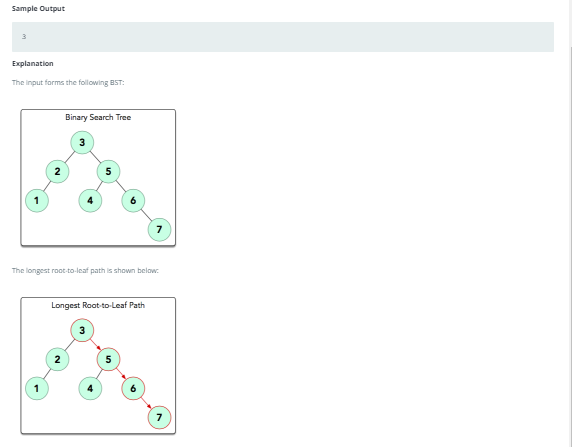 Sample Output
3
Explanation
The input forms the following BST:
Binary Search Tree
3
2 5
1 4 6
7
The longest root-to-leaf path is shown below:
Longest Root-to-Leaf Path
3
2 5
1 4 6
7